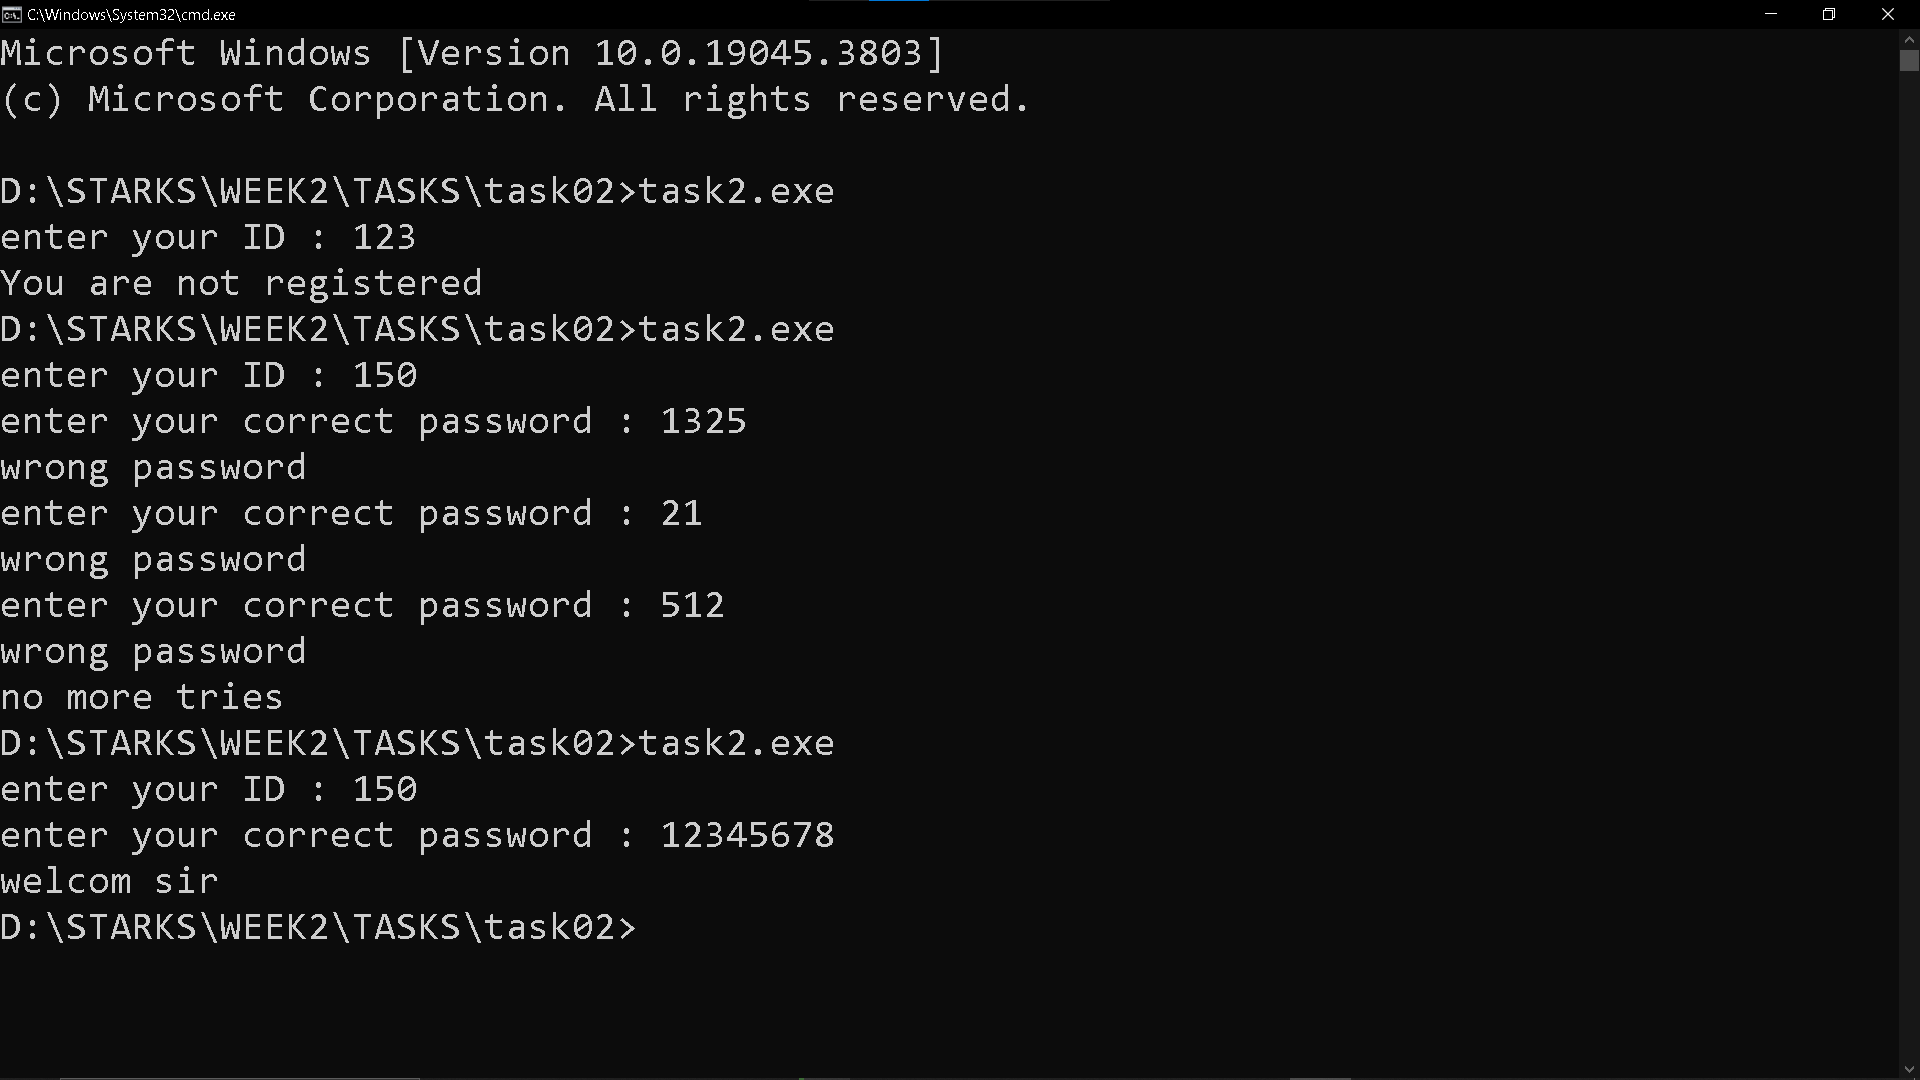 C:\Windows\System32\cmd.exe
Microsoft Windows [Version 10.0.19045.3803]
(c) Microsoft Corporation. All rights reserved.
D:\STARKS\WEEK2\TASKS\task02>task2.exe
enter your ID : 123
You are not registered
D:\STARKS\WEEK2\TASKS\task02>task2.exe
enter your ID : 150
enter your correct password : 1325
wrong password
enter your correct password : 21
wrong password
enter your correct password : 512
wrong password
no more tries
D:\STARKS\WEEK2\TASKS\task02>task2.exe
enter your ID : 150
enter your correct password : 12345678
welcom sir
D:\STARKS\WEEK2\TASKS\task02>